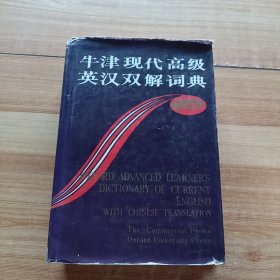 牛津现代高级
英汉双解词典
OXFORD ADVANCED LEARNER'S
DICTIONARY OF CURRENT
ENGLISH
WITH CHINESE TRANSLATION
The Commercial Press
Oxford University Press